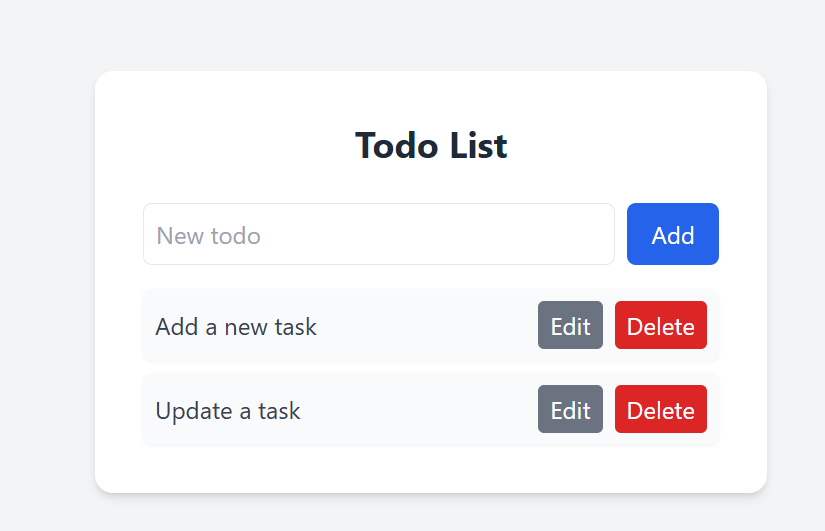 Todo List
New todo Add
Add a new task Edit Delete
Update a task Edit Delete